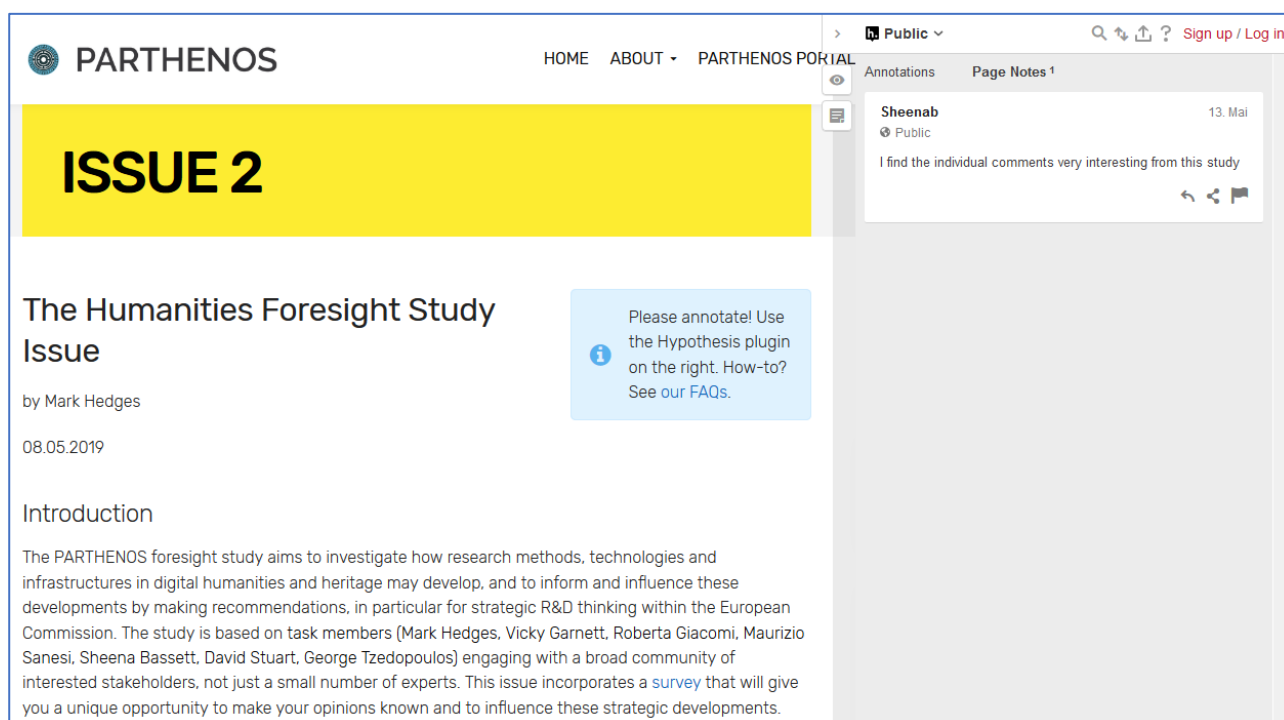 PARTHENOS
HOME ABOUT PARTHENOS PORTAL
ISSUE 2
The Humanities Foresight Study
Issue
by Mark Hedges
08.05.2019
Please annotate! Use
the Hypothesis plugin
on the right. How-to?
See our FAQs.
Introduction
The PARTHENOS foresight study aims to investigate how research methods, technologies and
infrastructures in digital humanities and heritage may develop, and to inform and influence these
developments by making recommendations, in particular for strategic R&D thinking within the European
Commission. The study is based on task members (Mark Hedges, Vicky Garnett, Roberta Giacomi, Maurizio
Sanesi, Sheena Bassett, David Stuart, George Tzedopoulos) engaging with a broad community of
interested stakeholders, not just a small number of experts. This issue incorporates a survey that will give
you a unique opportunity to make your opinions known and to influence these strategic developments.
h. Public ? Sign up / Log in
Annotations Page Notes 1
Sheenab 13. Mai
Public
I find the individual comments very interesting from this study